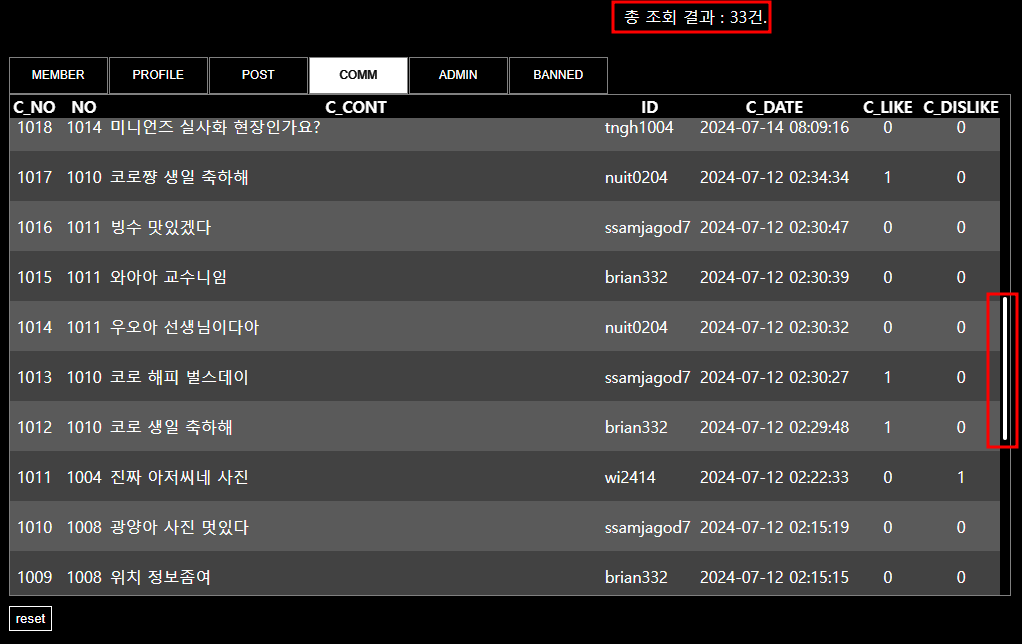 총 조회 결과 : 33건.
MEMBER PROFILE POST COMM ADMIN BANNED
C_NO NO C_CONT ID C_DATE C_LIKE C_DISLIKE
1018 1014 미니언즈 실사화 현장인가요? tngh1004 2024-07-14 08:09:16 0 0
1017 1010 코로쨩 생일 축하해 nuit0204 2024-07-12 02:34:34 1 0
1016 1011 빙수 맛있겠다 ssamjagod7 2024-07-12 02:30:47 0 0
1015 1011 와아아 교수니임 brian332 2024-07-12 02:30:39 0 0
1014 1011 우오아 선생님이다아 nuit0204 2024-07-12 02:30:32 0 0
1013 1010 코로 해피 벌스데이 ssamjagod7 2024-07-12 02:30:27 1 0
1012 1010 코로 생일 축하해 brian332 2024-07-12 02:29:48 1 0
1011 1004 진짜 아저씨네 사진 wi2414 2024-07-12 02:22:33 0 1
1010 1008 광양아 사진 멋있다 ssamjagod7 2024-07-12 02:15:19 0 0
1009 1008 위치 정보좀여 brian332 2024-07-12 02:15:15 0 0
reset